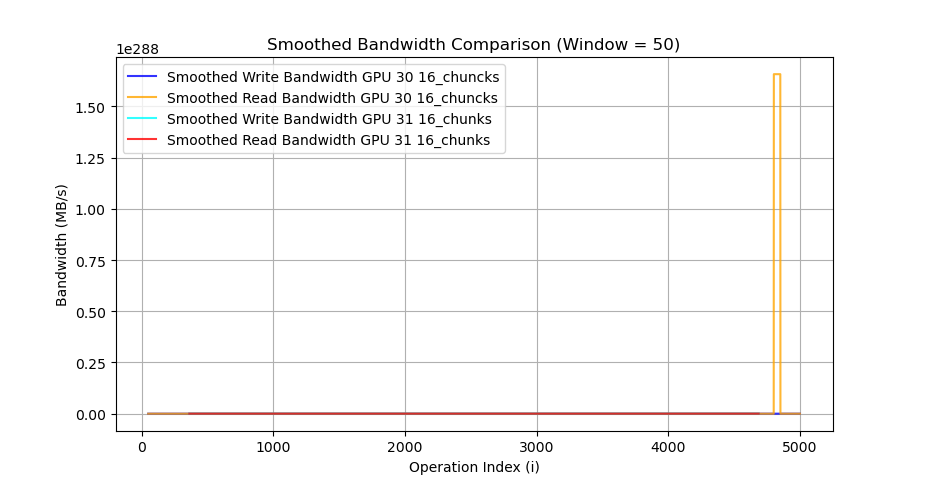 Smoothed Bandwidth Comparison (Window = 50)
1e288
Smoothed Write Bandwidth GPU 30 16_chuncks
Smoothed Read Bandwidth GPU 30 16_chuncks
Smoothed Write Bandwidth GPU 31 16_chunks
Smoothed Read Bandwidth GPU 31 16_chunks
1.50
1.25
1.00
0.75
0.50
0.25
0.00
Bandwidth (MB/s)
0 1000 2000 3000 4000 5000
Operation Index (i)